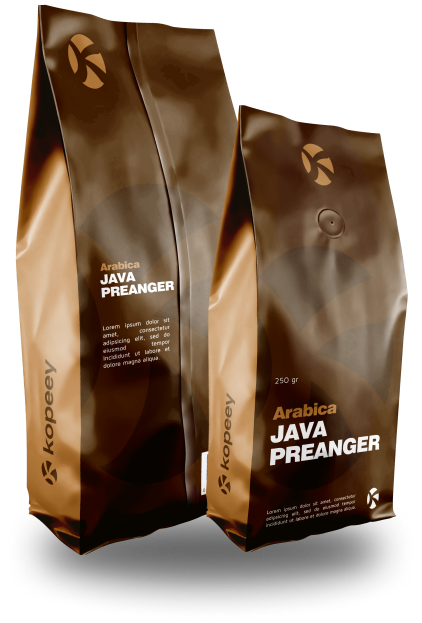 Arabica
JAVA
PREANGER
Lorem ipsum dolor sit
amet, consectetur
adipiscing elit, sed do
eiusmod tempor
incididunt ut labore et
dolore magna aliqua.
kopeey
250 gr
Arabica
JAVA
PREANGER
Lorem ipsum dolor sit amet, consectetur
adipiscing elit, sed do eiusmod tempor
incididunt ut labore et dolore magna aliqua.
kopeey